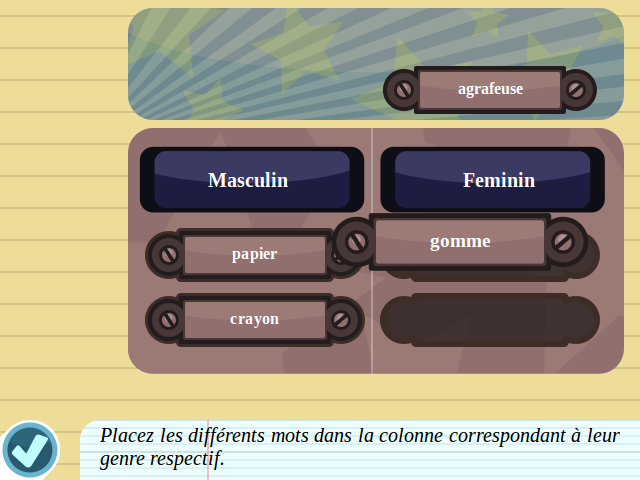 agrafeuse
Masculin
Feminin
gomme
papier
crayon
Placez les différents mots dans la colonne correspondant à leur
genre respectif.